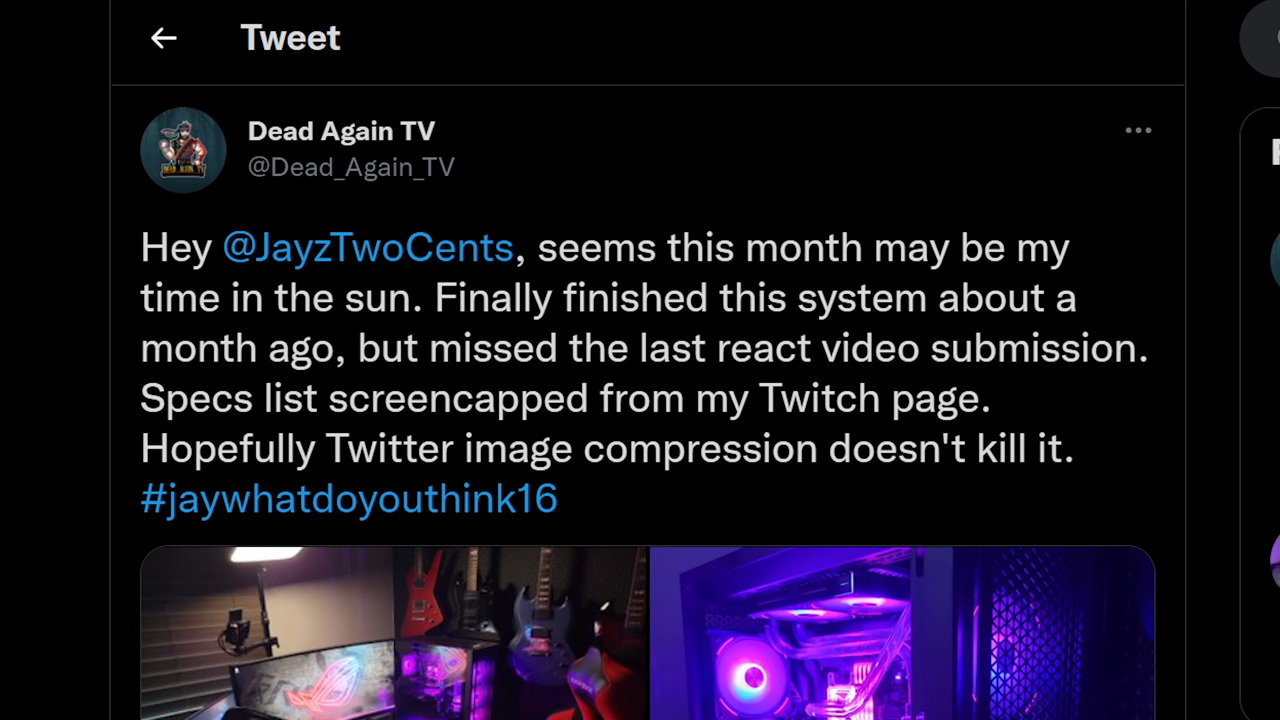 Tweet
Dead Again TV
@Dead_Again_TV
Hey @JayzTwoCents, seems this month may be my
time in the sun. Finally finished this system about a
month ago, but missed the last react video submission.
Specs list screencapped from my Twitch page.
Hopefully Twitter image compression doesn't kill it.
#jaywhatdoyouthink16